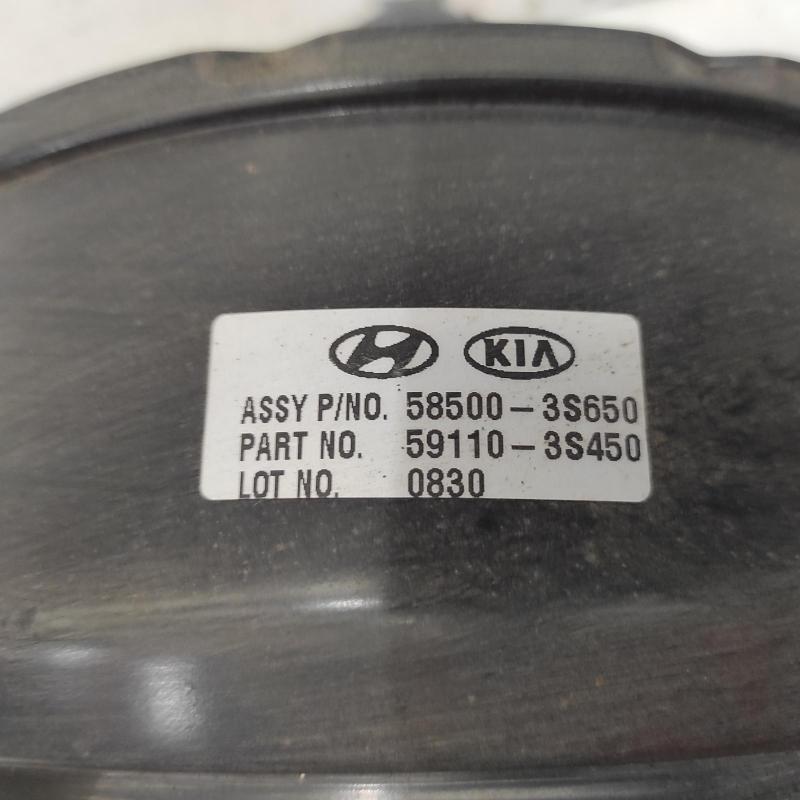 KIA
ASSY P/NO. 58500-3S650
PART NO. 59110-3S450
LOT NO. 0830